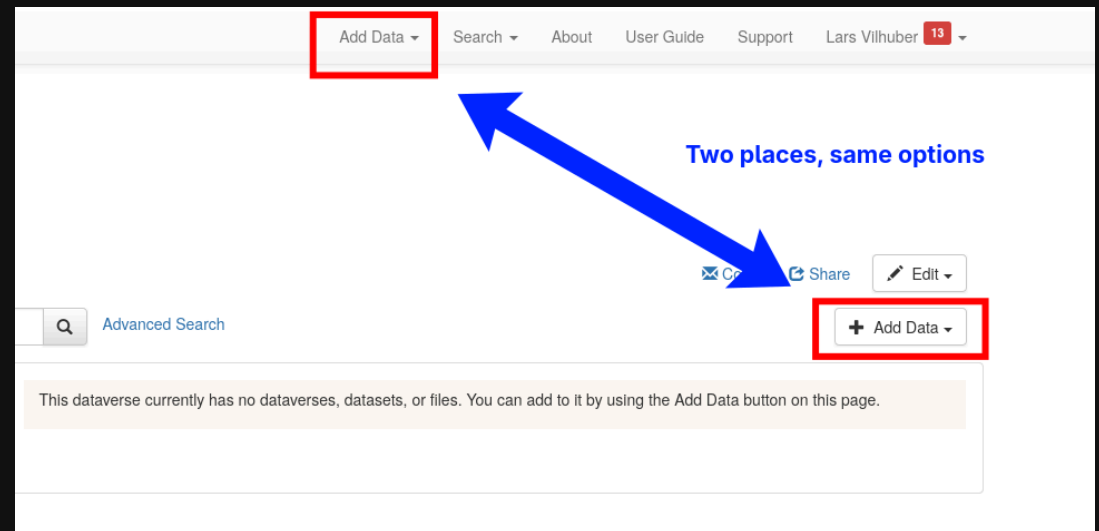 Add Data Search About User Guide Support Lars Vilhuber 13
Two places, same options
Share Edit
Advanced Search
Add Data
This dataverse currently has no dataverses, datasets, or files. You can add to it by using the Add Data button on this page.